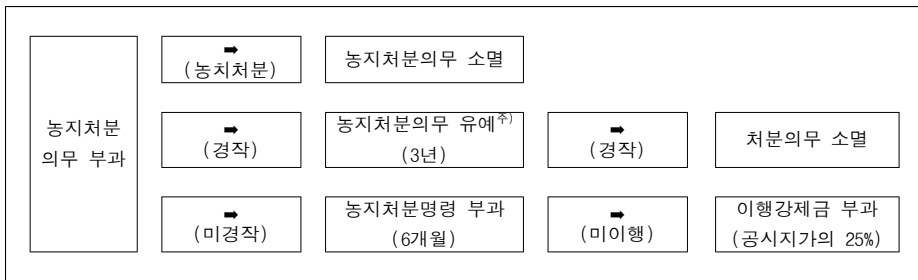 농지처분
의무 부과
➡
(농치처분)
농지처분의무 소멸
➡
(경작)
농지처분의무 유예주)
(3년)
➡
(경작)
처분의무 소멸
➡
(미경작)
농지처분명령 부과
(6개월)
➡
(미이행)
이행강제금 부과
(공시지가의 25%)